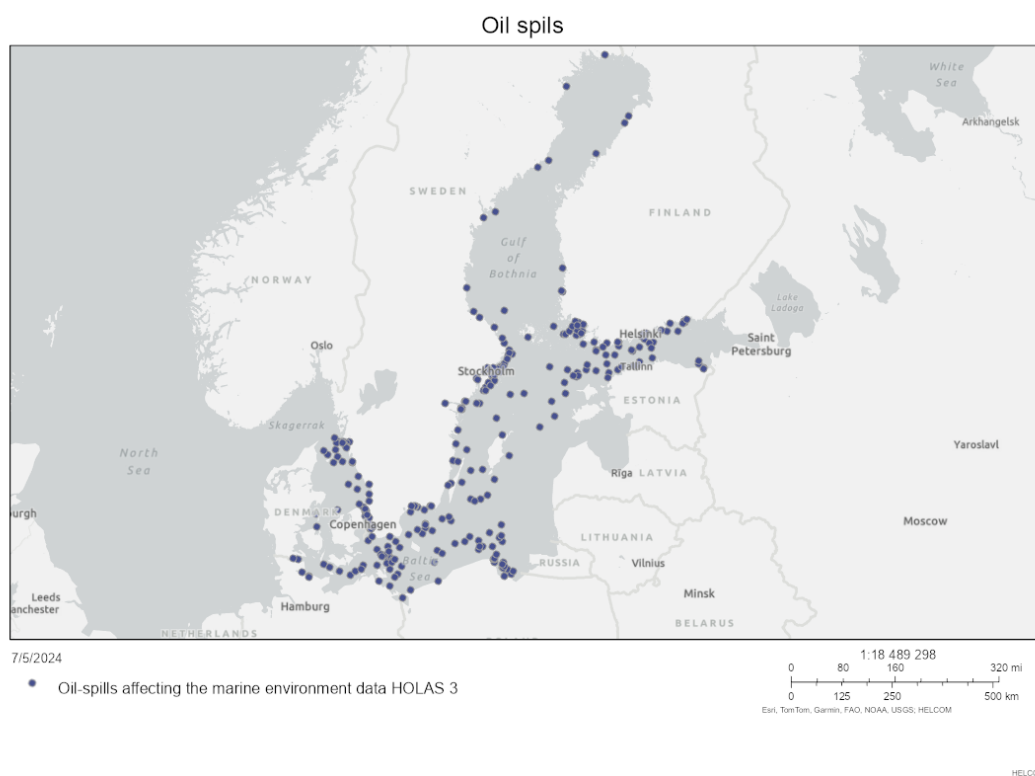 Oil spils
White
Sea
Arkhangelsk
SWEDEN
FINLAND
Gulf
of
Bothnia
NORWAY
Lake
Ladoga
Helsinki
Saint
Petersburg
Oslo
Stockholm
Tallinn
ESTONIA
Skagerrak
North
Sea
Yaroslavl
Rīga LATVIA
urgh
DENMARK
Copenhagen
Moscow
LITHUANIA
Baltic
Sea
RUSSIA
Vilnius
Leeds
anchester
Hamburg
Minsk
BELARUS
NETHERLANDS
7/5/2024
1:18 489 298
0 80 160 320 mi
0 125 250 500 km
Oil-spills affecting the marine environment data HOLAS 3
Esri, TomTom, Garmin, FAO, NOAA, USGS; HELCOM
HELC